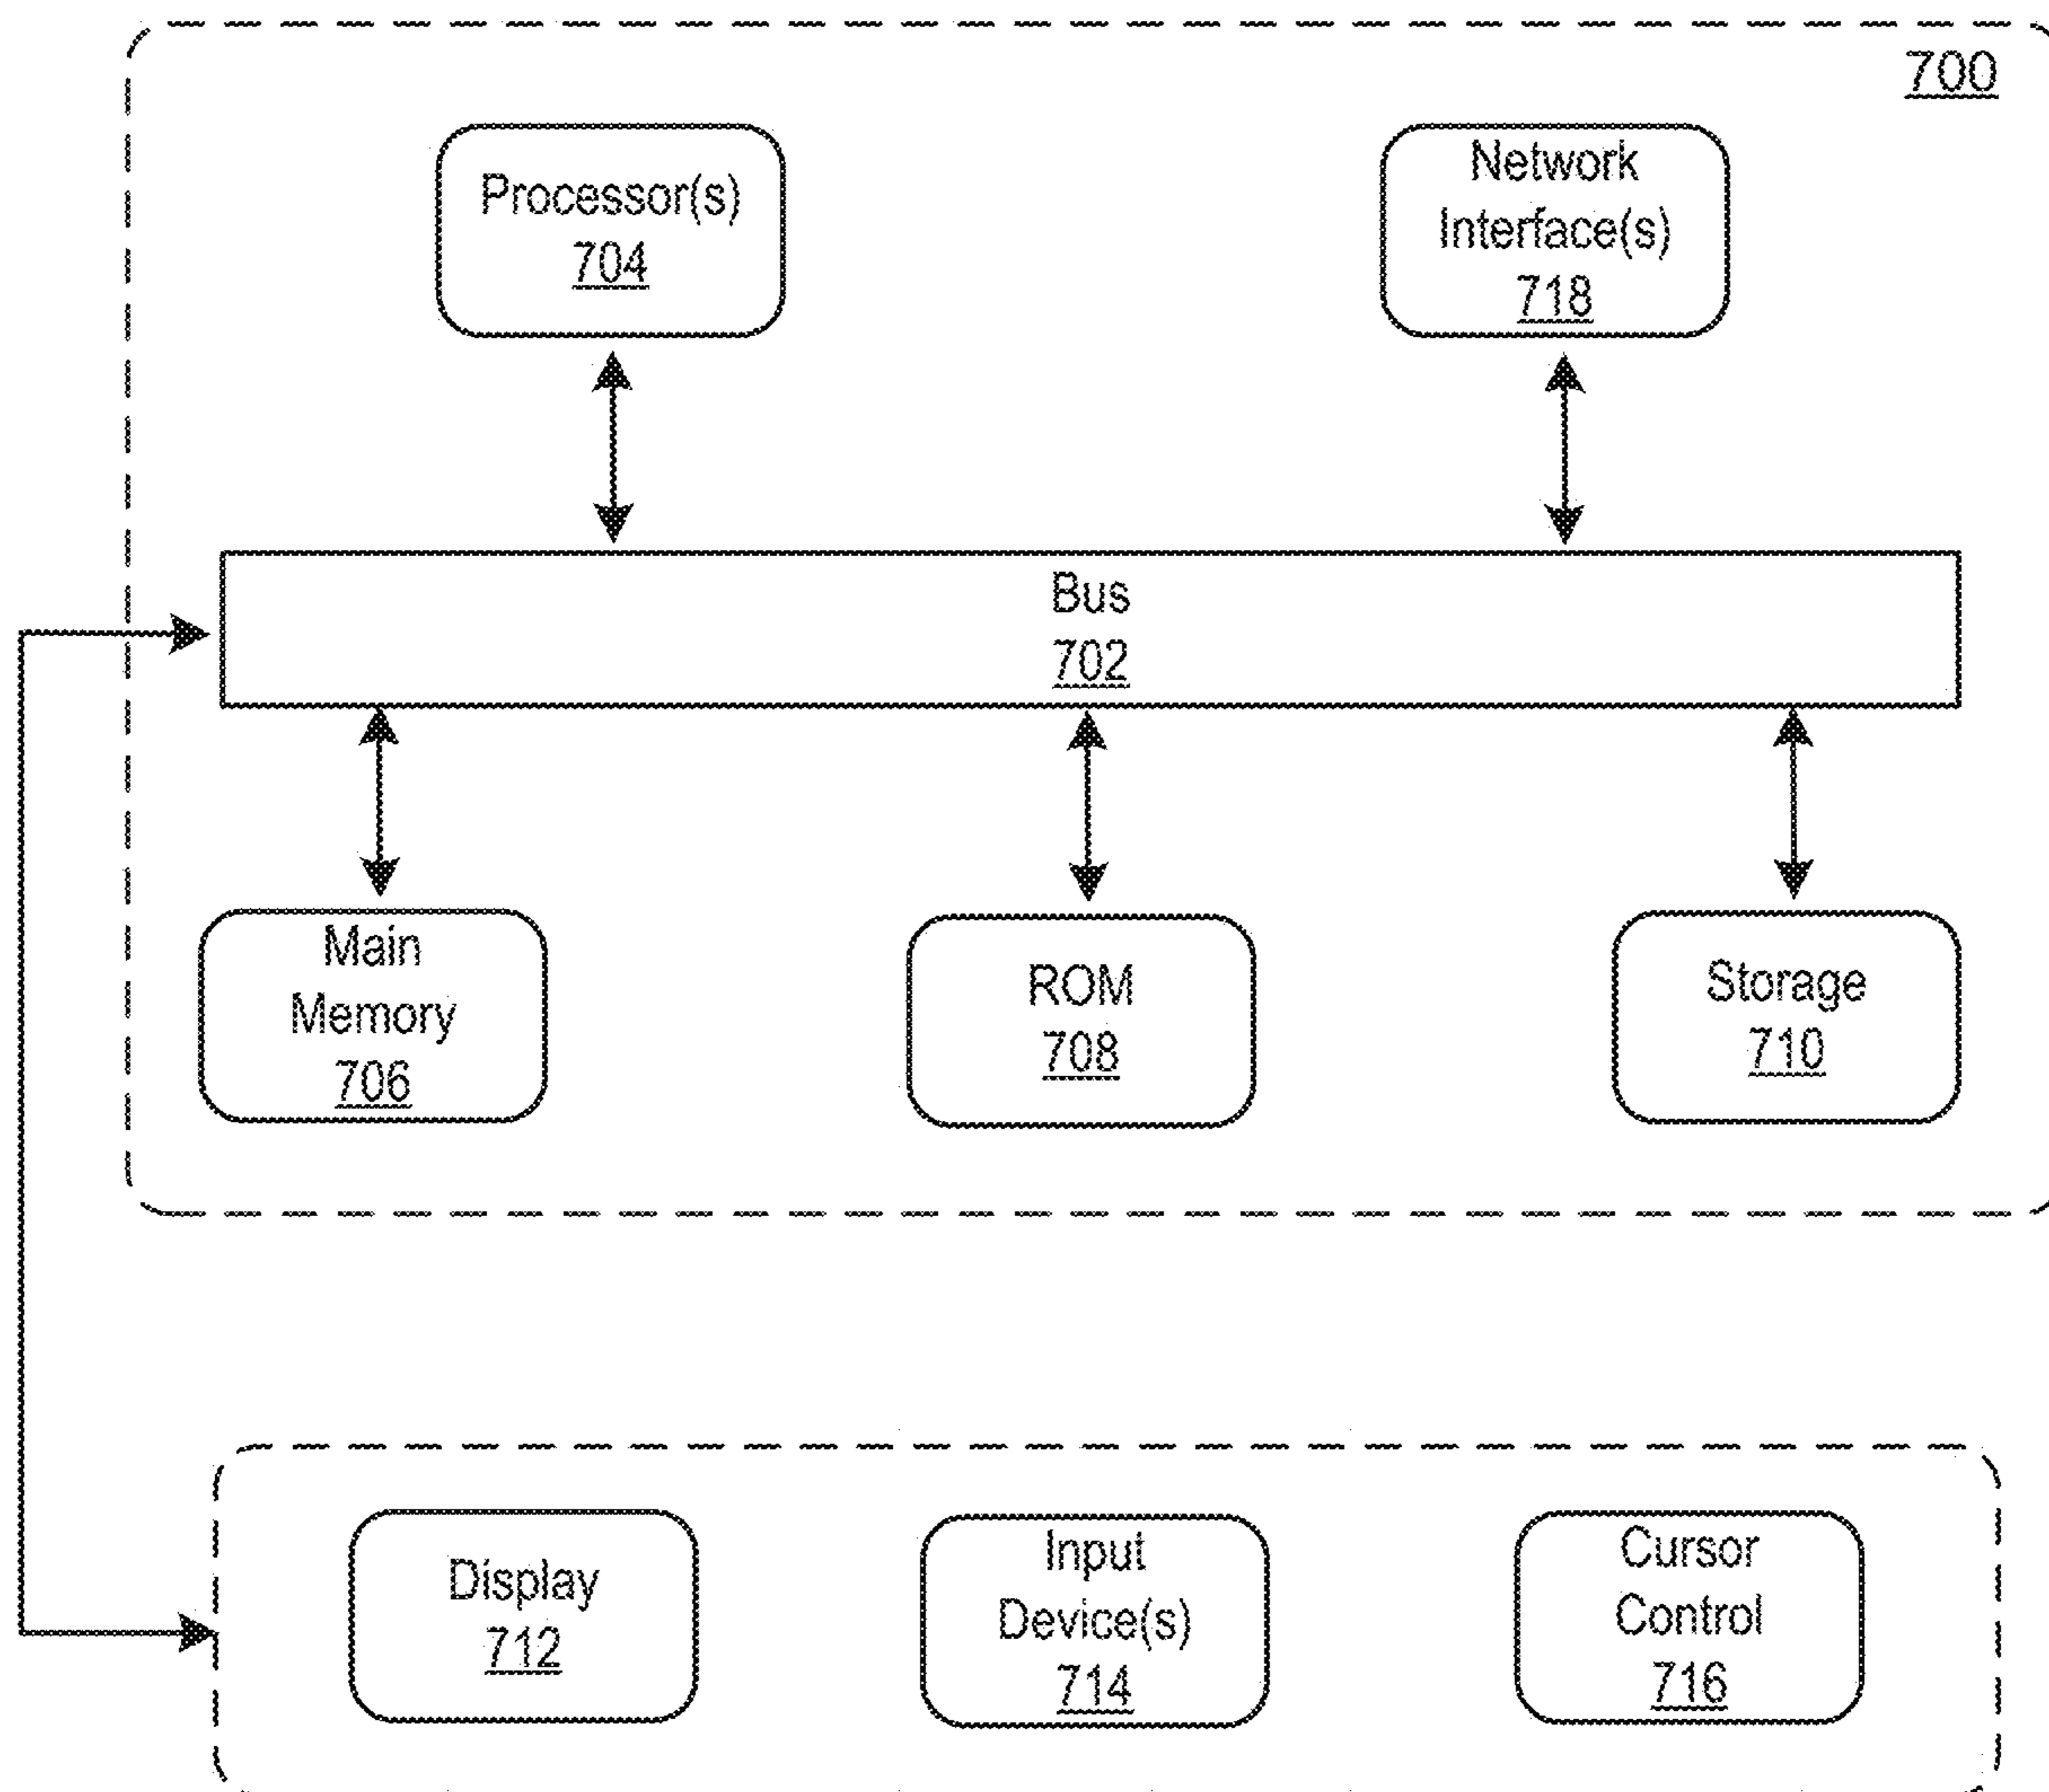 700
Processor(s)
704
Network
Interface(s)
718
Bus
702
Main
Memory
706
ROM
708
Storage
710
Display
712
Input
Device(s)
714
Cursor
Control
716